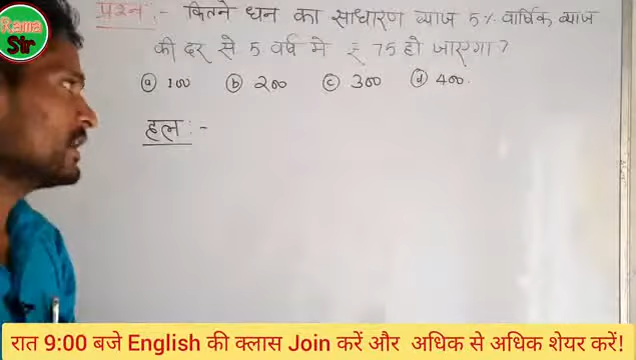 Rama
Sir
प्रश्न :- कितने धन का साधारण ब्याज 5% वार्षिक ब्याज
की दर से 5 वर्ष में ₹ 75 हो जाएगा ?
ⓐ 100 ⓑ 200 ⓒ 300 ⓓ 400
हल :-
रात 9:00 बजे English की क्लास Join करें और अधिक से अधिक शेयर करें!